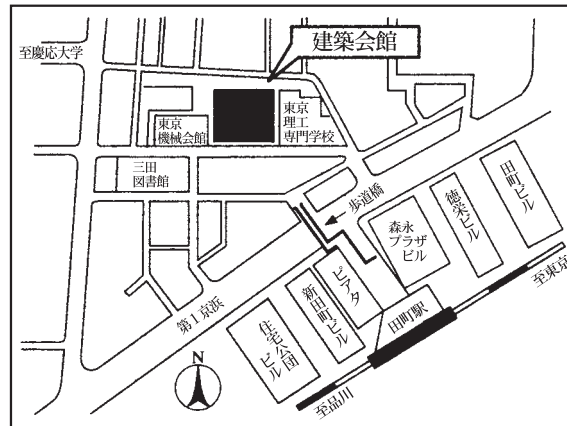 至慶応大学
建築会館
東京
機械会館
東京
理工
専門学校
三田
図書館
歩道橋
森永
プラザ
ビル
徳栄ビル
田町ビル
ピアタ
新田町ビル
住宅公団
ビル
第1京浜
田町駅
至東京
至品川
N